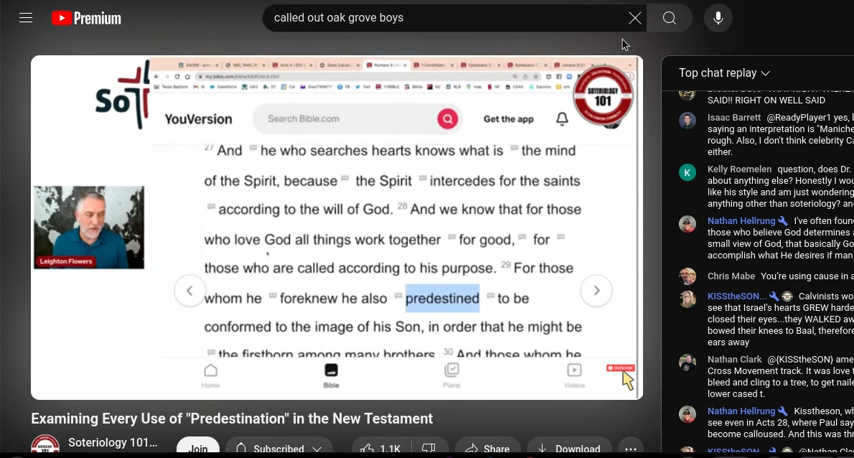 Premium
called out oak grove boys
SOTERIOLOGY
101
YouVersion
Search Bible.com
Get the app
27 And he who searches hearts knows what is the mind
of the Spirit, because the Spirit intercedes for the saints
according to the will of God. 28 And we know that for those
who love God all things work together for good, for
those who are called according to his purpose. 29 For those
whom he foreknew he also predestined to be
conformed to the image of his Son, in order that he might be
the firstborn among many brothers. 30 And those whom he
Leighton Flowers
Home
Bible
Plans
Videos
Examining Every Use of "Predestination" in the New Testament
Soteriology 101...
Join
Subscribed
1.1K
Share
Download
Top chat replay
SAID!! RIGHT ON WELL SAID
Isaac Barrett @ReadyPlayer1 yes,
saying an interpretation is "Maniche
rough. Also, I don't think celebrity Ca
either.
Kelly Roemelen question, does Dr.
about anything else? Honestly I wou
like his style and am just wondering
anything other than soteriology? and
Nathan Hellrung I've often foun
those who believe God determines a
small view of God, that basically Go
accomplish what He desires if man
Chris Mabe You're using cause in a
KISStheSON... Calvinists wo
see that Israel's hearts GREW harde
closed their eyes...they WALKED aw
bowed their knees to Baal, therefore
ears away
Nathan Clark @{KISStheSON} ame
Cross Movement track. It was love t
bleed and cling to a tree, to get naile
lower cased t.
Nathan Hellrung Kisstheson, wh
see even in Acts 28, where Paul say
become calloused. And this was thr